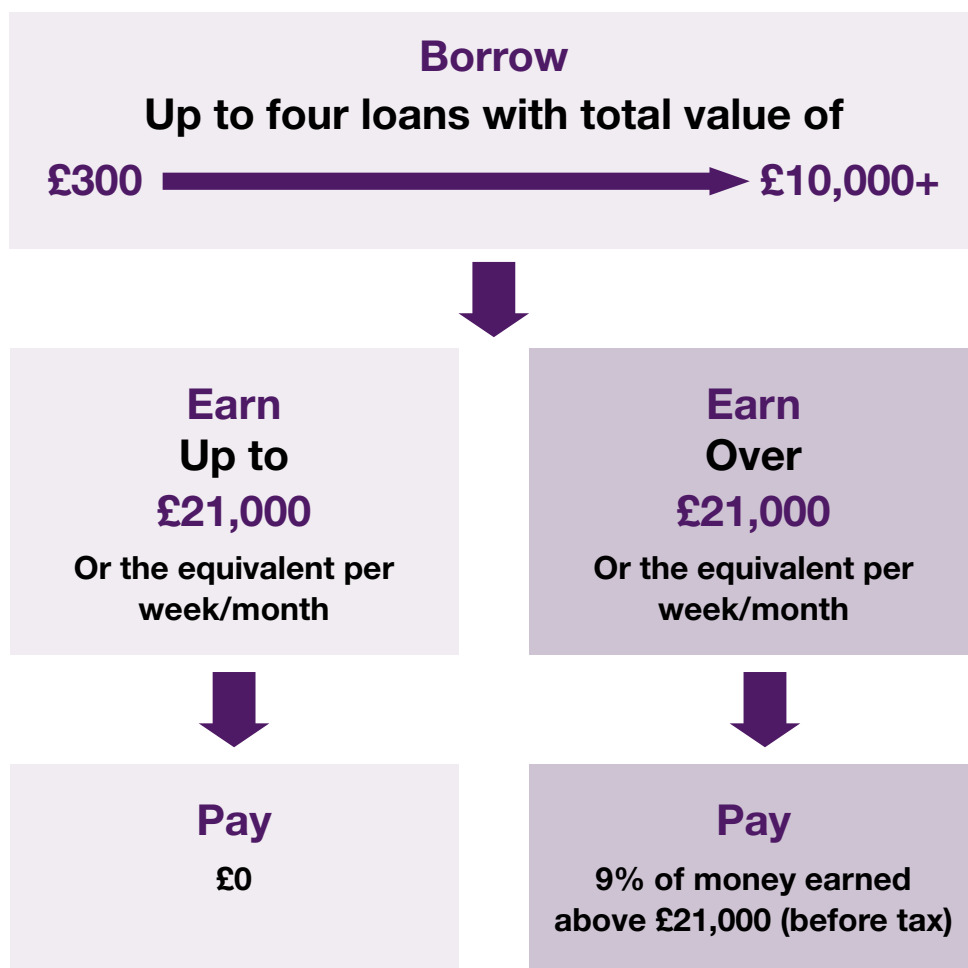 Borrow
Up to four loans with total value of
£300 £10,000+
Earn
Up to
£21,000
Or the equivalent per
week/month
Earn
Over
£21,000
Or the equivalent per
week/month
Pay
£0
Pay
9% of money earned
above £21,000 (before tax)